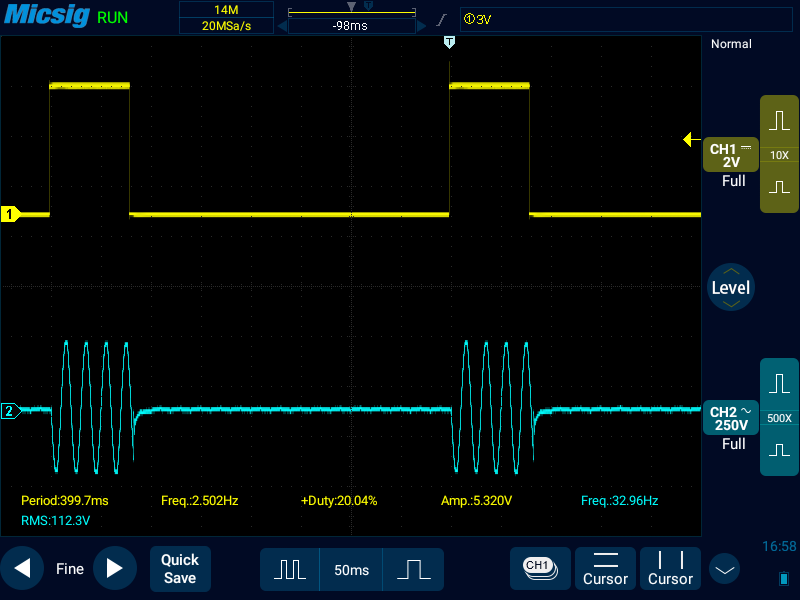 Micsig RUN
14M
20MSa/s
T
-98ms
①3V
T
Normal
CH1
2V
10X
Full
1
Level
2
CH2
250V
500X
Full
Period:399.7ms Freq.:2.502Hz +Duty:20.04% Amp.:5.320V Freq.:32.96Hz
RMS:112.3V
16:58
Fine
Quick
Save
50ms
CH1
Cursor
Cursor